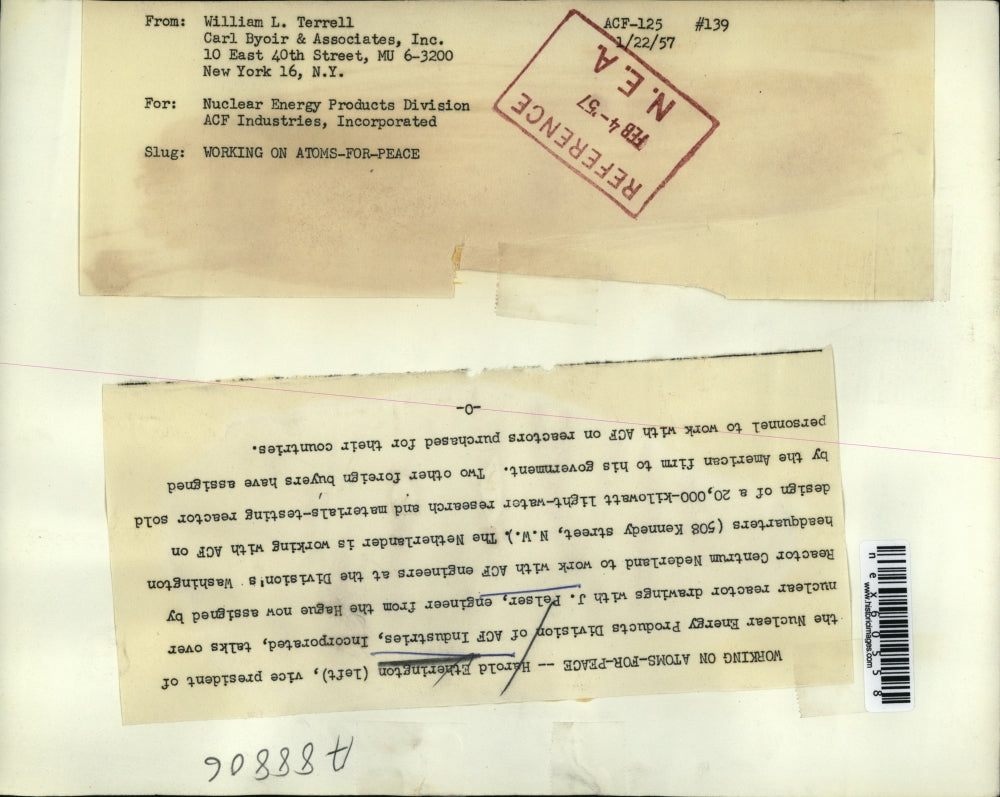 From: William L. Terrell
Carl Byoir & Associates, Inc.
10 East 40th Street, MU 6-3200
New York 16, N.Y.
ACF-125 #139
1/22/57
For: Nuclear Energy Products Division
ACF Industries, Incorporated
Slug: WORKING ON ATOMS-FOR-PEACE
REFERENCE
FEB 4-'57
N. E. A.
WORKING ON ATOMS-FOR-PEACE -- Harold Etherington (left), vice president of
the Nuclear Energy Products Division of ACF Industries, Incorporated, talks over
nuclear reactor drawings with J. Pelser, engineer from the Hague now assigned by
Reactor Centrum Nederland to work with ACF engineers at the Division's Washington
headquarters (508 Kennedy street, N.W.). The Netherlander is working with ACF on
design of a 20,000-kilowatt light-water research and materials-testing reactor sold
by the American firm to his government. Two other foreign buyers have assigned
personnel to work with ACF on reactors purchased for their countries.
-0-
A88806
nex60558
www.historicimages.com